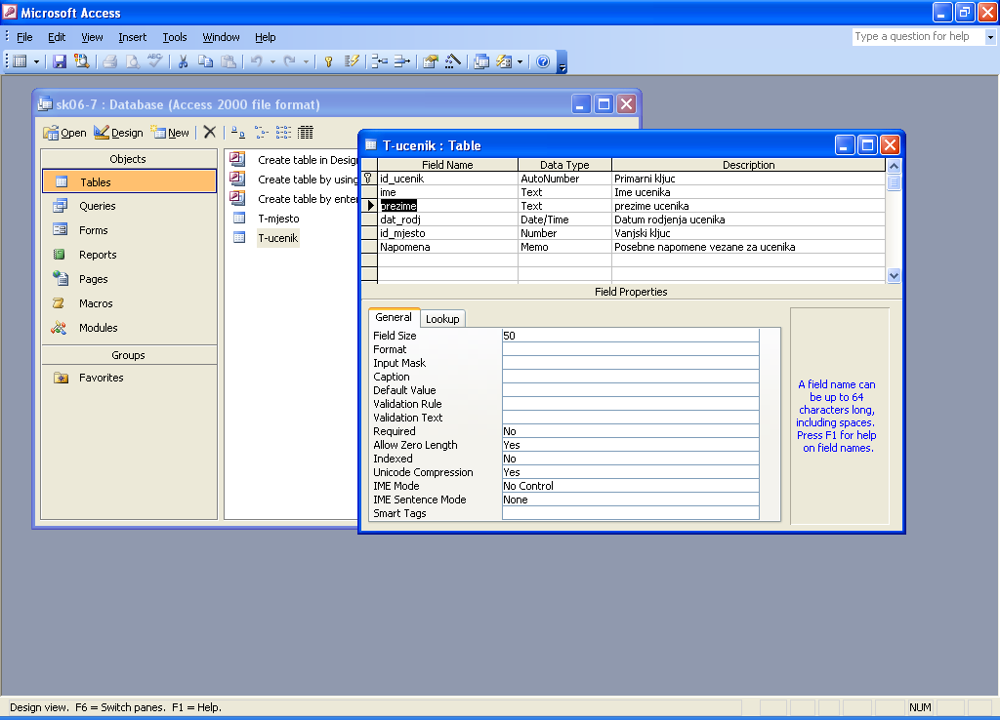 Microsoft Access
File Edit View Insert Tools Window Help
Type a question for help
sk06-7 : Database (Access 2000 file format)
Open Design New
Objects
Tables
Queries
Forms
Reports
Pages
Macros
Modules
Groups
Favorites
Create table in Desig
Create table by using
Create table by enter
T-mjesto
T-ucenik
T-ucenik : Table
Field Name Data Type Description
id_ucenik AutoNumber Primarni kljuc
ime Text Ime ucenika
prezime Text prezime ucenika
dat_rodj Date/Time Datum rodjenja ucenika
id_mjesto Number Vanjski kljuc
Napomena Memo Posebne napomene vezane za ucenika
Field Properties
General Lookup
Field Size 50
Format
Input Mask
Caption
Default Value
Validation Rule
Validation Text
Required No
Allow Zero Length Yes
Indexed No
Unicode Compression Yes
IME Mode No Control
IME Sentence Mode None
Smart Tags
A field name can
be up to 64
characters long,
including spaces.
Press F1 for help
on field names.
Design view. F6 = Switch panes. F1 = Help.
NUM